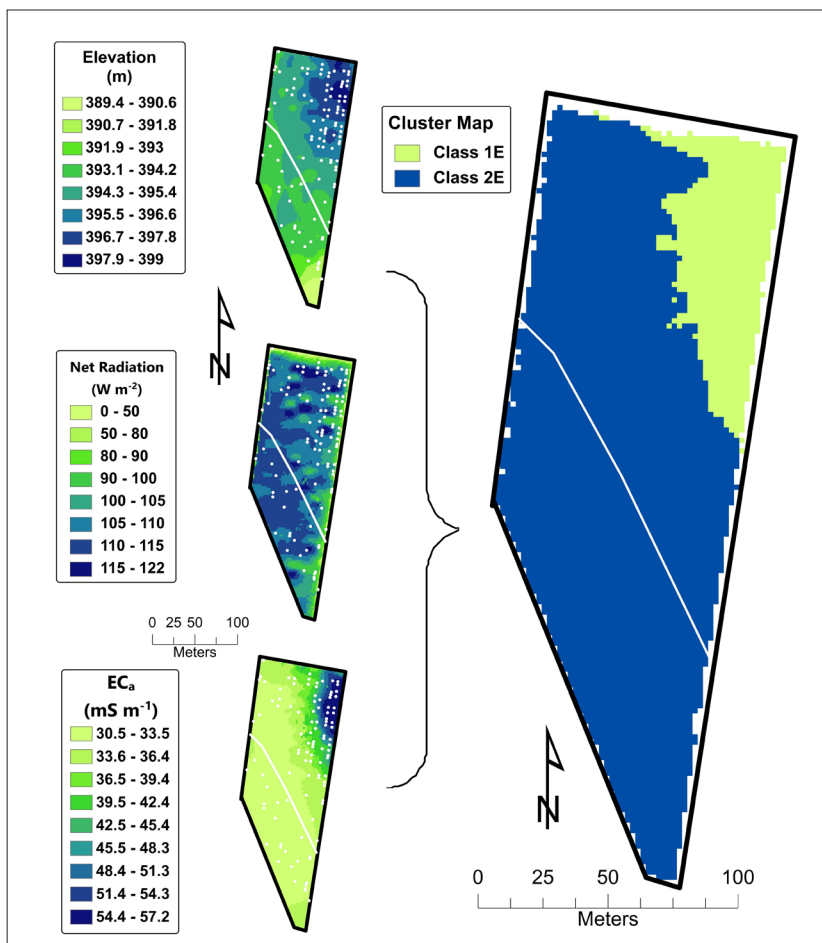 Elevation
(m)
389.4 - 390.6
390.7 - 391.8
391.9 - 393
393.1 - 394.2
394.3 - 395.4
395.5 - 396.6
396.7 - 397.8
397.9 - 399
N
Net Radiation
(W m⁻²)
0 - 50
50 - 80
80 - 90
90 - 100
100 - 105
105 - 110
110 - 115
115 - 122
0 25 50 100
Meters
ECₐ
(mS m⁻¹)
30.5 - 33.5
33.6 - 36.4
36.5 - 39.4
39.5 - 42.4
42.5 - 45.4
45.5 - 48.3
48.4 - 51.3
51.4 - 54.3
54.4 - 57.2
Cluster Map
Class 1E
Class 2E
N
0 25 50 100
Meters